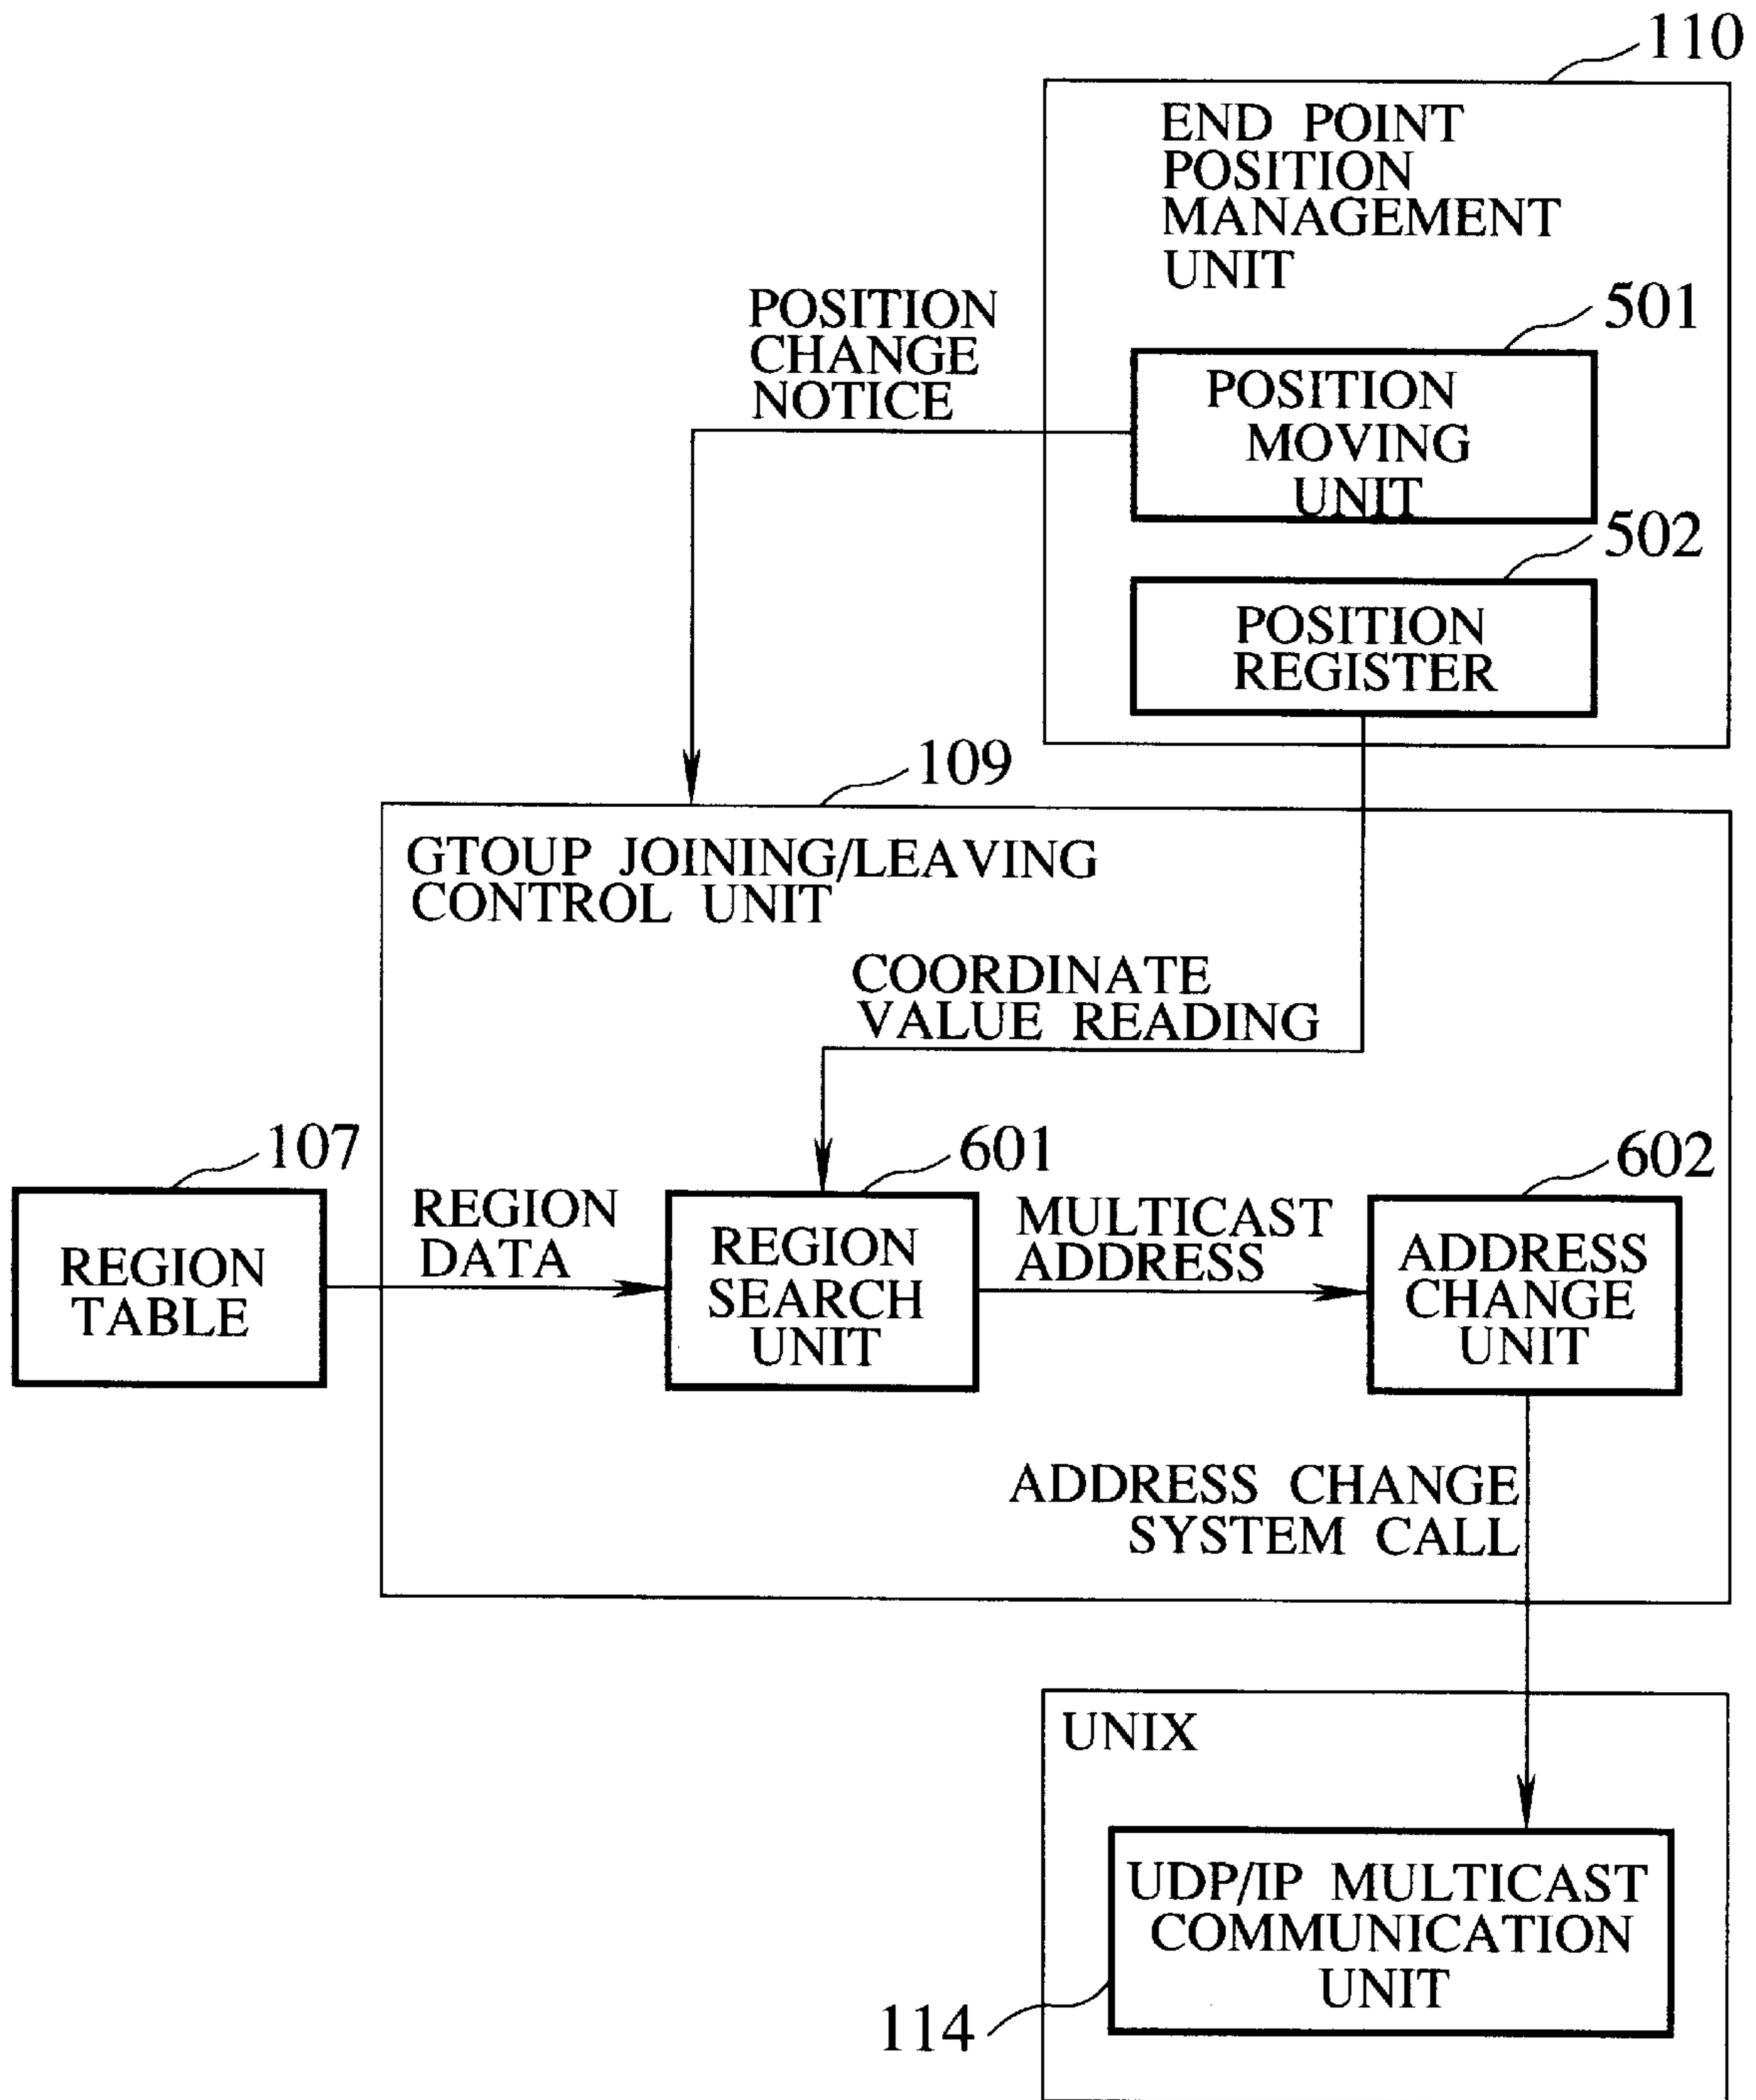 110
END POINT
POSITION
MANAGEMENT
UNIT
POSITION
CHANGE
NOTICE
501
POSITION
MOVING
UNIT
502
POSITION
REGISTER
109
GTOUP JOINING/LEAVING
CONTROL UNIT
COORDINATE
VALUE READING
107
REGION
TABLE
REGION
DATA
601
REGION
SEARCH
UNIT
MULTICAST
ADDRESS
602
ADDRESS
CHANGE
UNIT
ADDRESS CHANGE
SYSTEM CALL
UNIX
UDP/IP MULTICAST
COMMUNICATION
UNIT
114